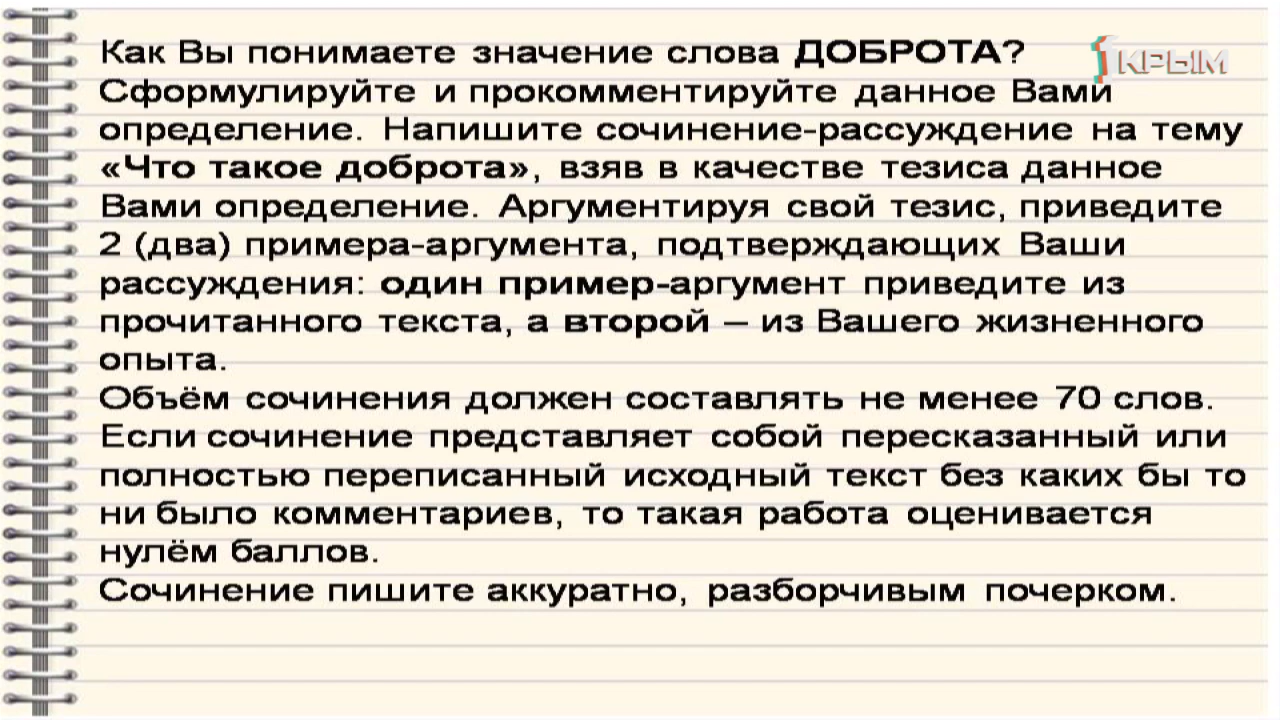 Как Вы понимаете значение слова ДОБРОТА?
1 КРЫМ
Сформулируйте и прокомментируйте данное Вами
определение. Напишите сочинение-рассуждение на тему
«Что такое доброта», взяв в качестве тезиса данное
Вами определение. Аргументируя свой тезис, приведите
2 (два) примера-аргумента, подтверждающих Ваши
рассуждения: один пример-аргумент приведите из
прочитанного текста, а второй – из Вашего жизненного
опыта.
Объём сочинения должен составлять не менее 70 слов.
Если сочинение представляет собой пересказанный или
полностью переписанный исходный текст без каких бы то
ни было комментариев, то такая работа оценивается
нулём баллов.
Сочинение пишите аккуратно, разборчивым почерком.